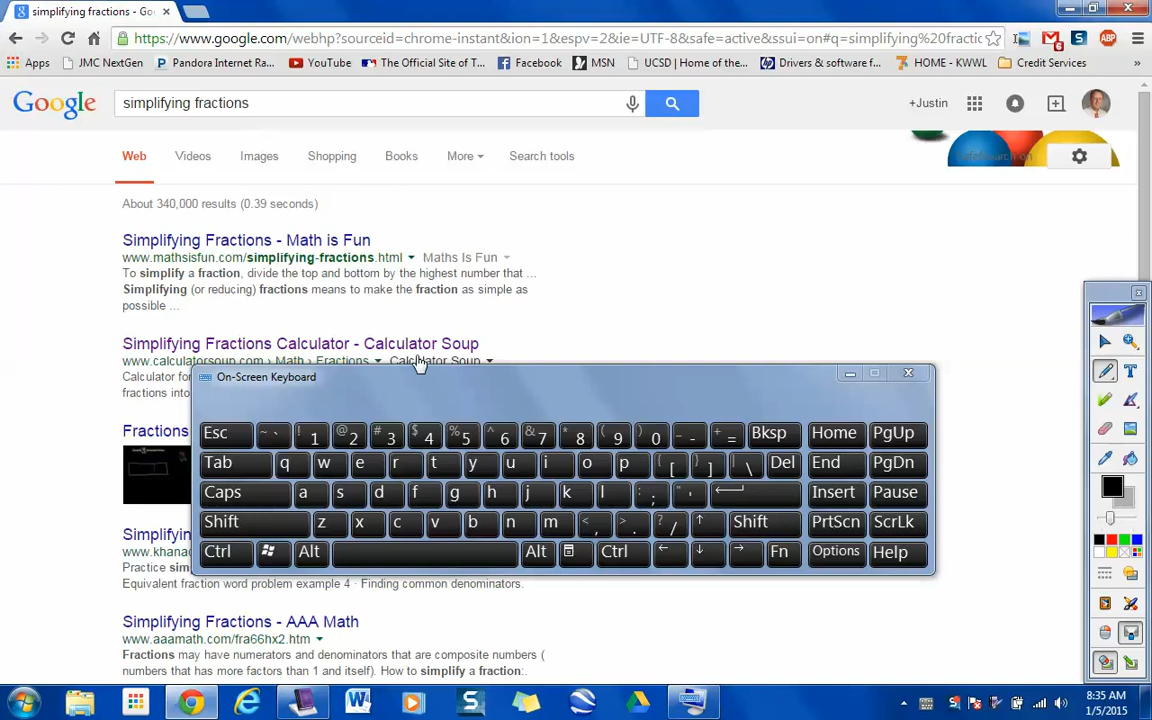 simplifying fractions - Go
https://www.google.com/webhp?sourceid=chrome-instant&ion=1&espv=2&ie=UTF-8&safe=active&ssui=on#q=simplifying%20fractic
Apps JMC NextGen Pandora Internet Ra... YouTube The Official Site of T... Facebook MSN UCSD | Home of the... Drivers & software f... HOME - KWWL Credit Services »
Google simplifying fractions +Justin
Web Videos Images Shopping Books More Search tools
About 340,000 results (0.39 seconds)
Simplifying Fractions - Math is Fun
www.mathsisfun.com/simplifying-fractions.html Maths Is Fun
To simplify a fraction, divide the top and bottom by the highest number that ...
Simplifying (or reducing) fractions means to make the fraction as simple as
possible ...
Simplifying Fractions Calculator - Calculator Soup
www.calculatorsoup.com › Math › Fractions Calculator Soup
Calculator for
fractions into
Fractions
Simplifyin
www.khana
Practice sim
Equivalent fraction word problem example 4 · Finding common denominators.
Simplifying Fractions - AAA Math
www.aaamath.com/fra66hx2.htm
Fractions may have numerators and denominators that are composite numbers (
numbers that has more factors than 1 and itself). How to simplify a fraction:.
On-Screen Keyboard
Esc ~ ` ! 1 @ 2 # 3 $ 4 % 5 ^ 6 & 7 * 8 ( 9 ) 0 _ - + = Bksp Home PgUp
Tab q w e r t y u i o p { [ } ] | \ Del End PgDn
Caps a s d f g h j k l : ; " ' Insert Pause
Shift z x c v b n m < , > . ? / ↑ Shift PrtScn ScrLk
Ctrl Alt Alt Ctrl ← ↓ → Fn Options Help
8:35 AM
1/5/2015